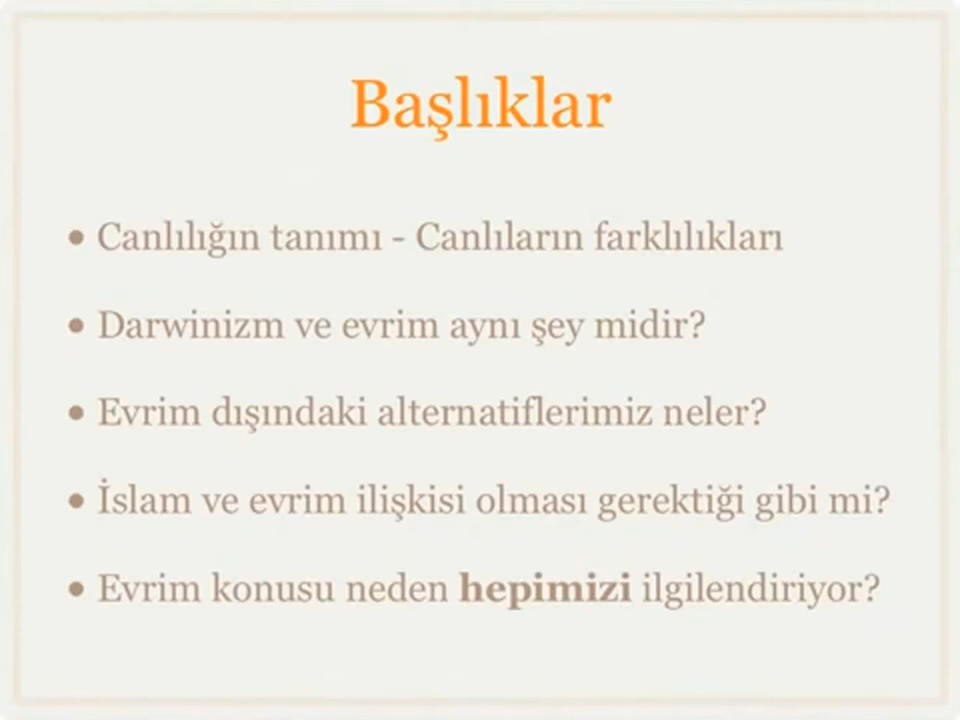 Başlıklar
• Canlılığın tanımı - Canlıların farklılıkları
• Darwinizm ve evrim aynı şey midir?
• Evrim dışındaki alternatiflerimiz neler?
• İslam ve evrim ilişkisi olması gerektiği gibi mi?
• Evrim konusu neden hepimizi ilgilendiriyor?